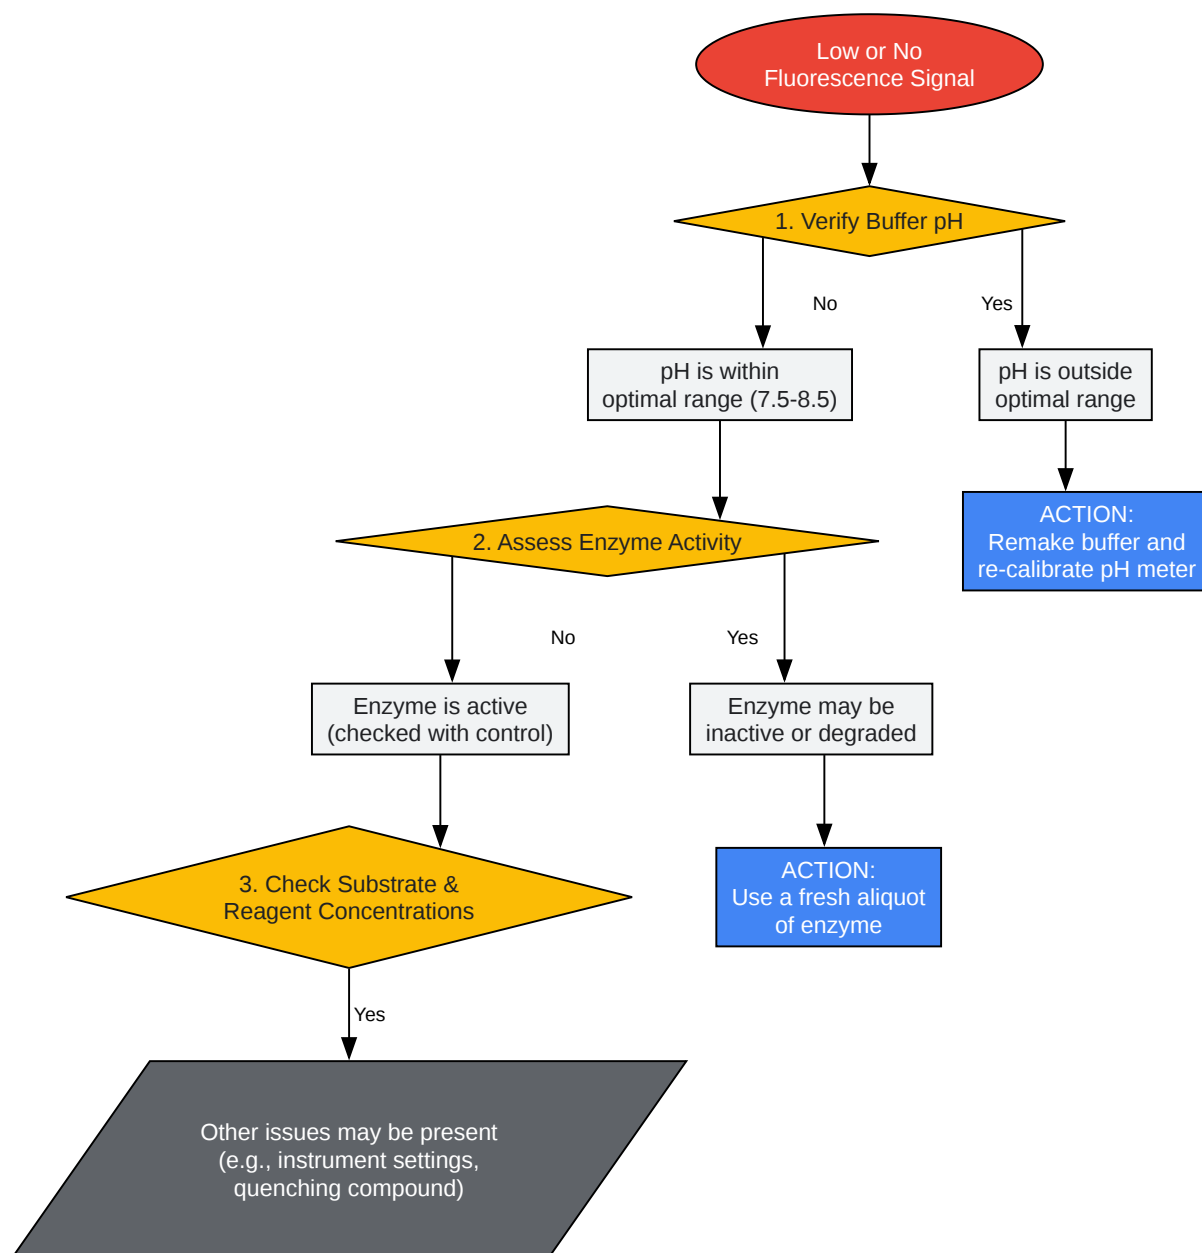 Low or No
Fluorescence Signal
1. Verify Buffer pH
No
Yes
pH is within
optimal range (7.5-8.5)
pH is outside
optimal range
ACTION:
Remake buffer and
re-calibrate pH meter
2. Assess Enzyme Activity
No
Yes
Enzyme is active
(checked with control)
Enzyme may be
inactive or degraded
ACTION:
Use a fresh aliquot
of enzyme
3. Check Substrate &
Reagent Concentrations
Yes
Other issues may be present
(e.g., instrument settings,
quenching compound)